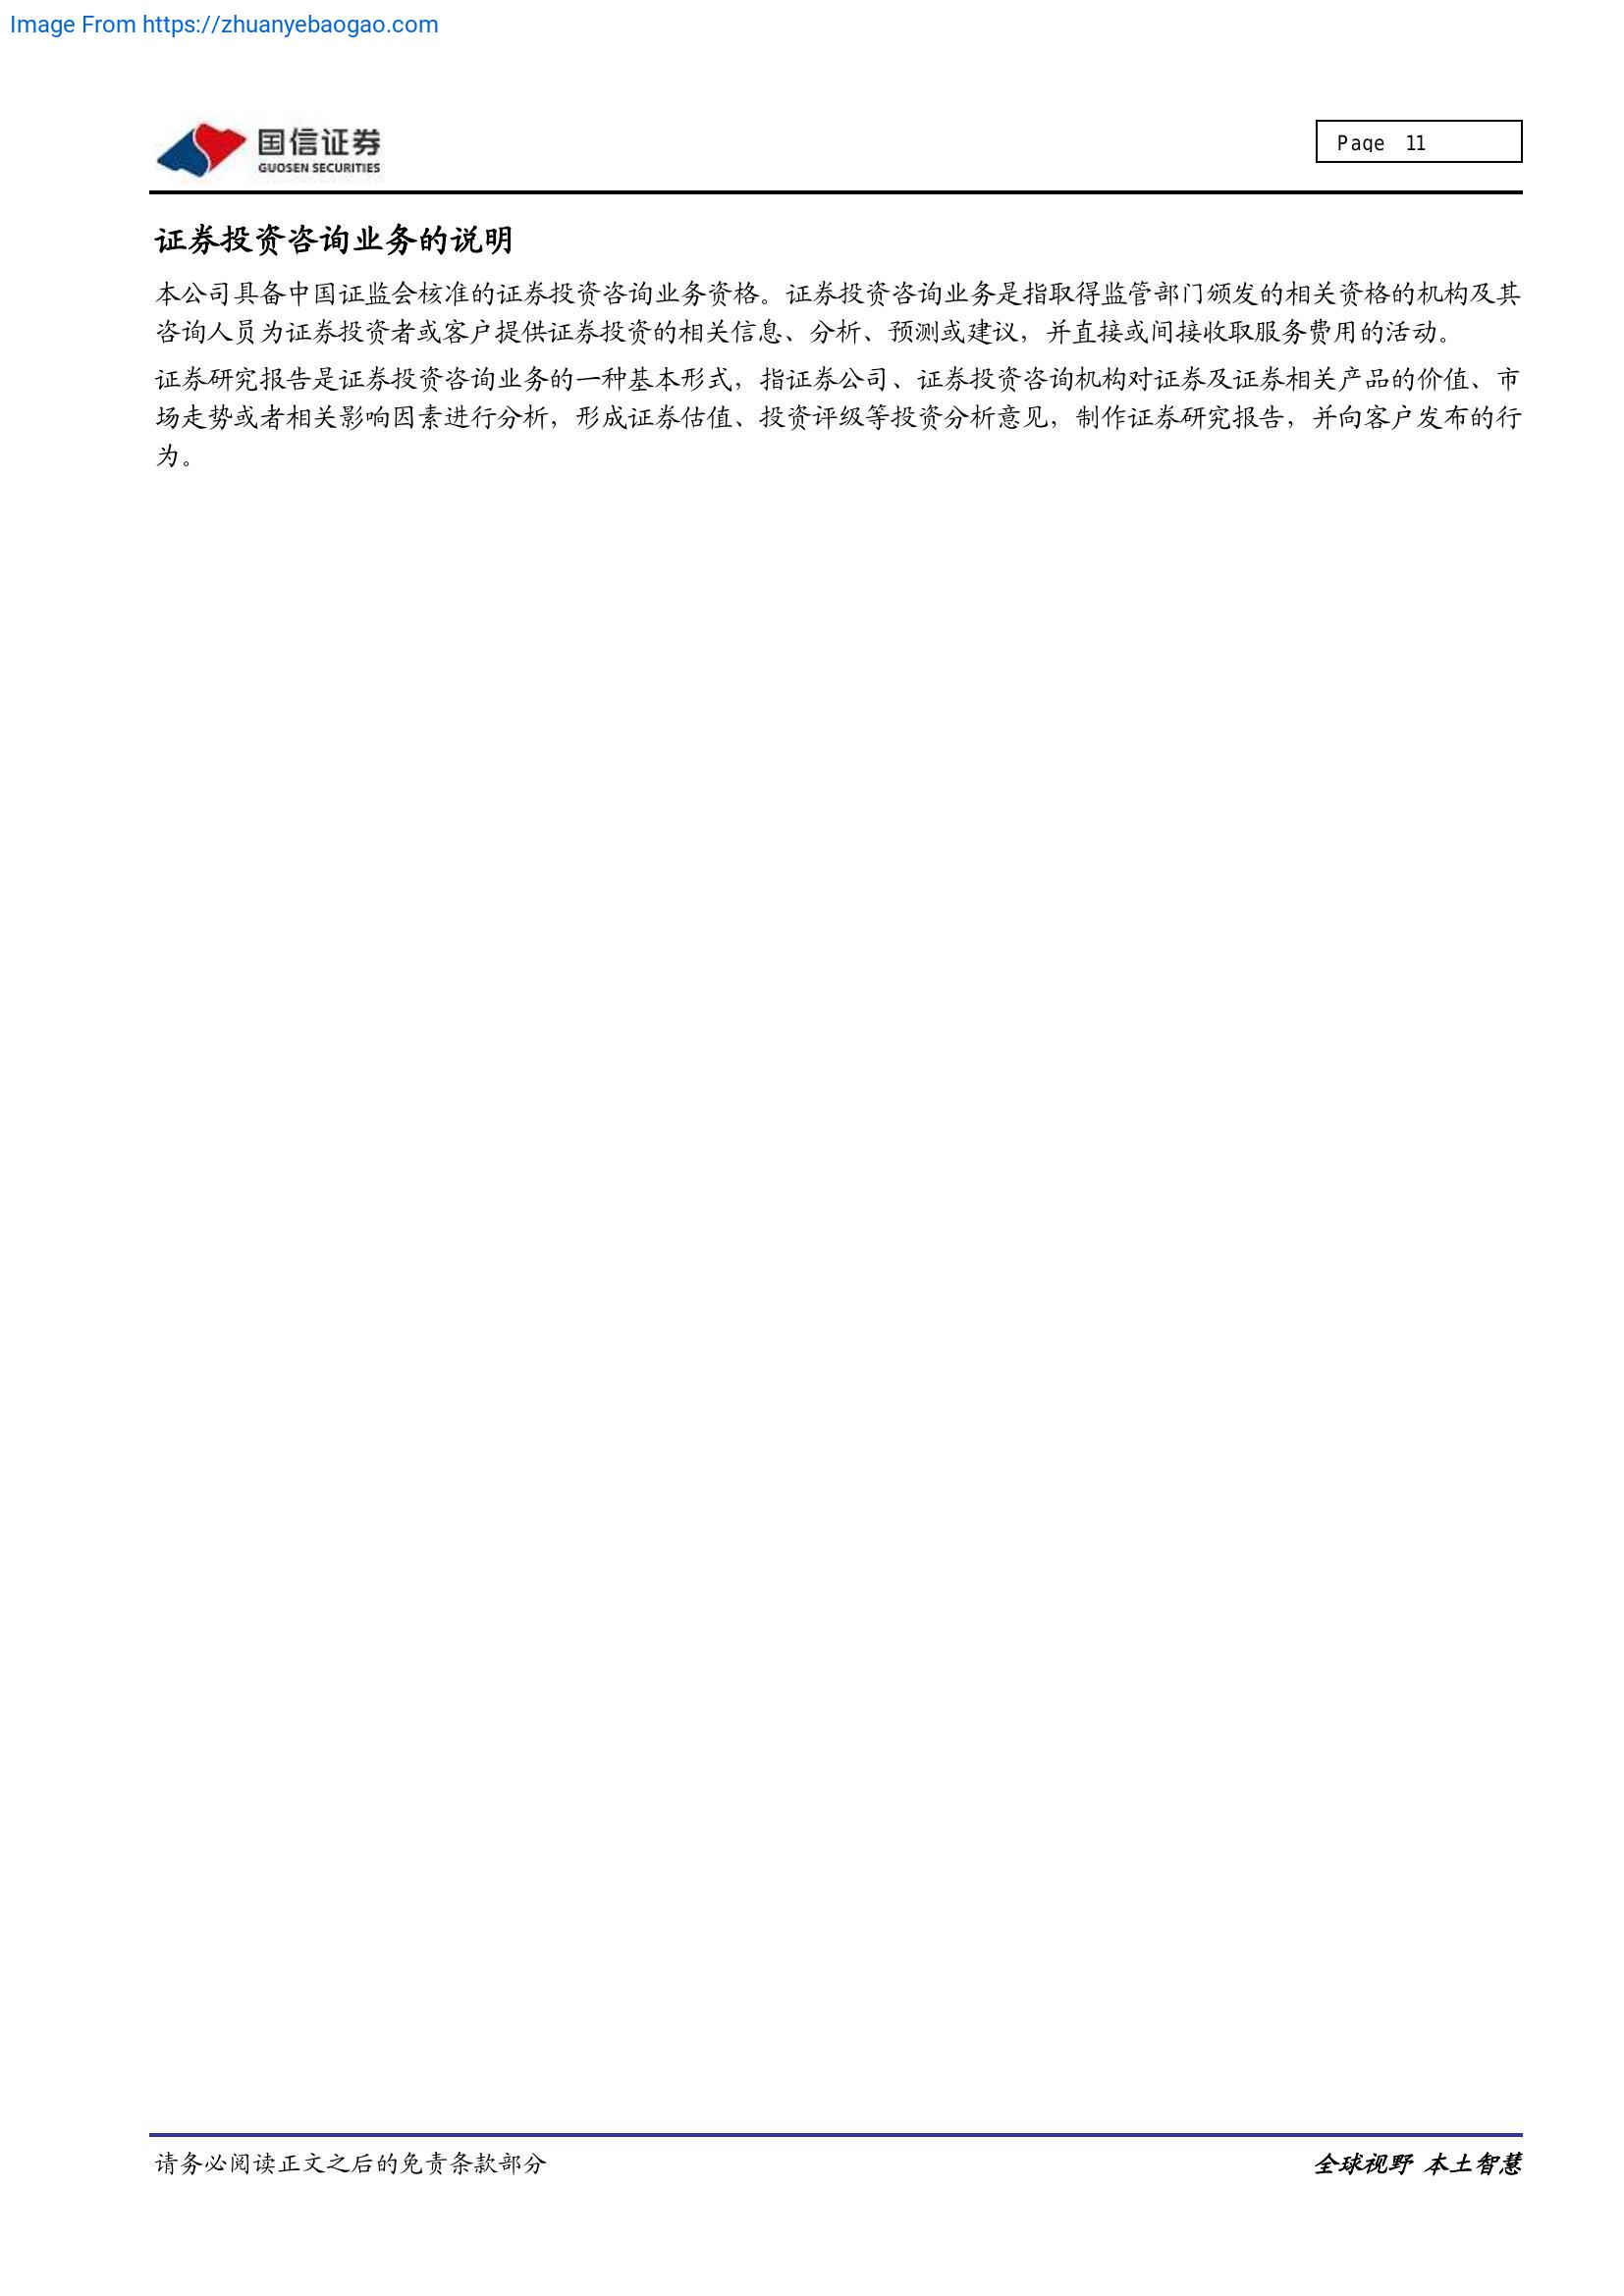 Image From https://zhuanyebaogao.com
国信证券
GUOSEN SECURITIES
Page 11
证券投资咨询业务的说明
本公司具备中国证监会核准的证券投资咨询业务资格。证券投资咨询业务是指取得监管部门颁发的相关资格的机构及其
咨询人员为证券投资者或客户提供证券投资的相关信息、分析、预测或建议，并直接或间接收取服务费用的活动。
证券研究报告是证券投资咨询业务的一种基本形式，指证券公司、证券投资咨询机构对证券及证券相关产品的价值、市
场走势或者相关影响因素进行分析，形成证券估值、投资评级等投资分析意见，制作证券研究报告，并向客户发布的行
为。
请务必阅读正文之后的免责条款部分
全球视野 本土智慧